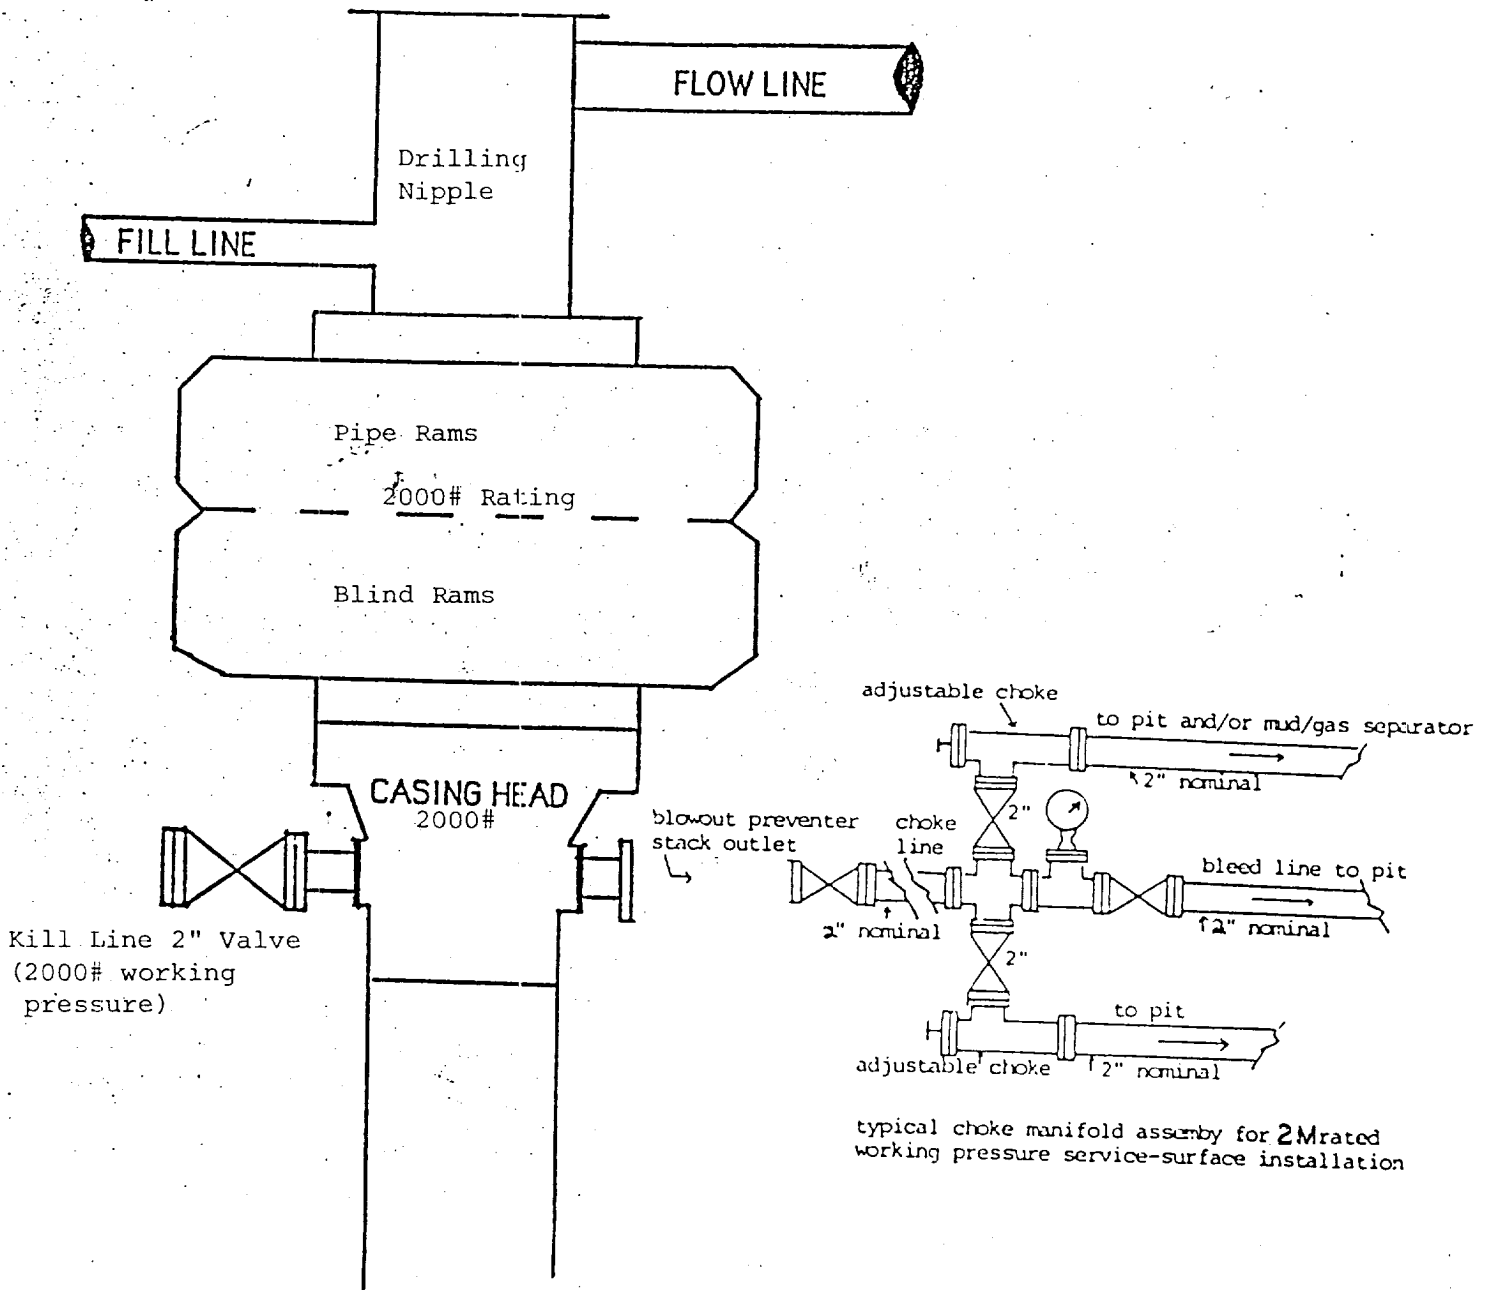 FLOW LINE
Drilling
Nipple
FILL LINE
Pipe Rams
2000# Rating
Blind Rams
CASING HEAD
2000#
Kill Line 2" Valve
(2000# working
pressure)
adjustable choke
to pit and/or mud/gas separator
2" nominal
2"
blowout preventer
stack outlet
choke
line
bleed line to pit
2" nominal
2" nominal
2"
to pit
adjustable choke
2" nominal
typical choke manifold assemby for 2M rated
working pressure service-surface installation